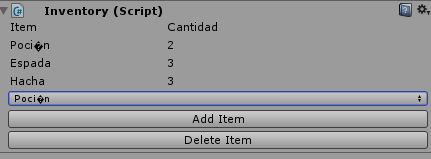 Inventory (Script)
Item Cantidad
Poci�n 2
Espada 3
Hacha 3
Poci�n
Add Item
Delete Item